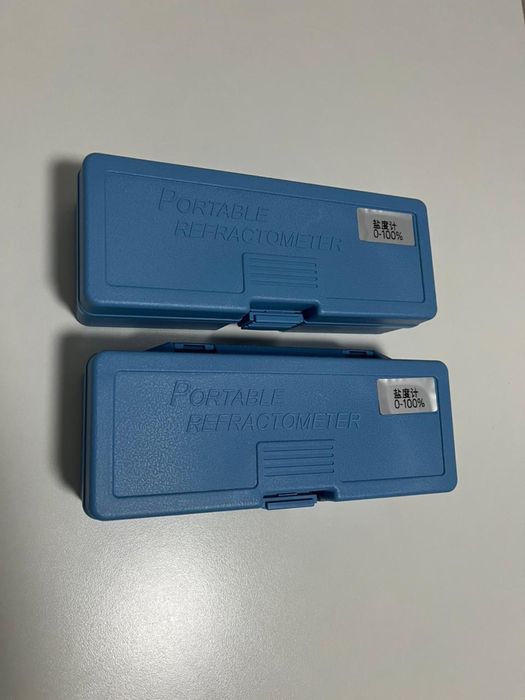 PORTABLE
REFRACTOMETER
盐度计
0-100%
PORTABLE
REFRACTOMETER
盐度计
0-100%